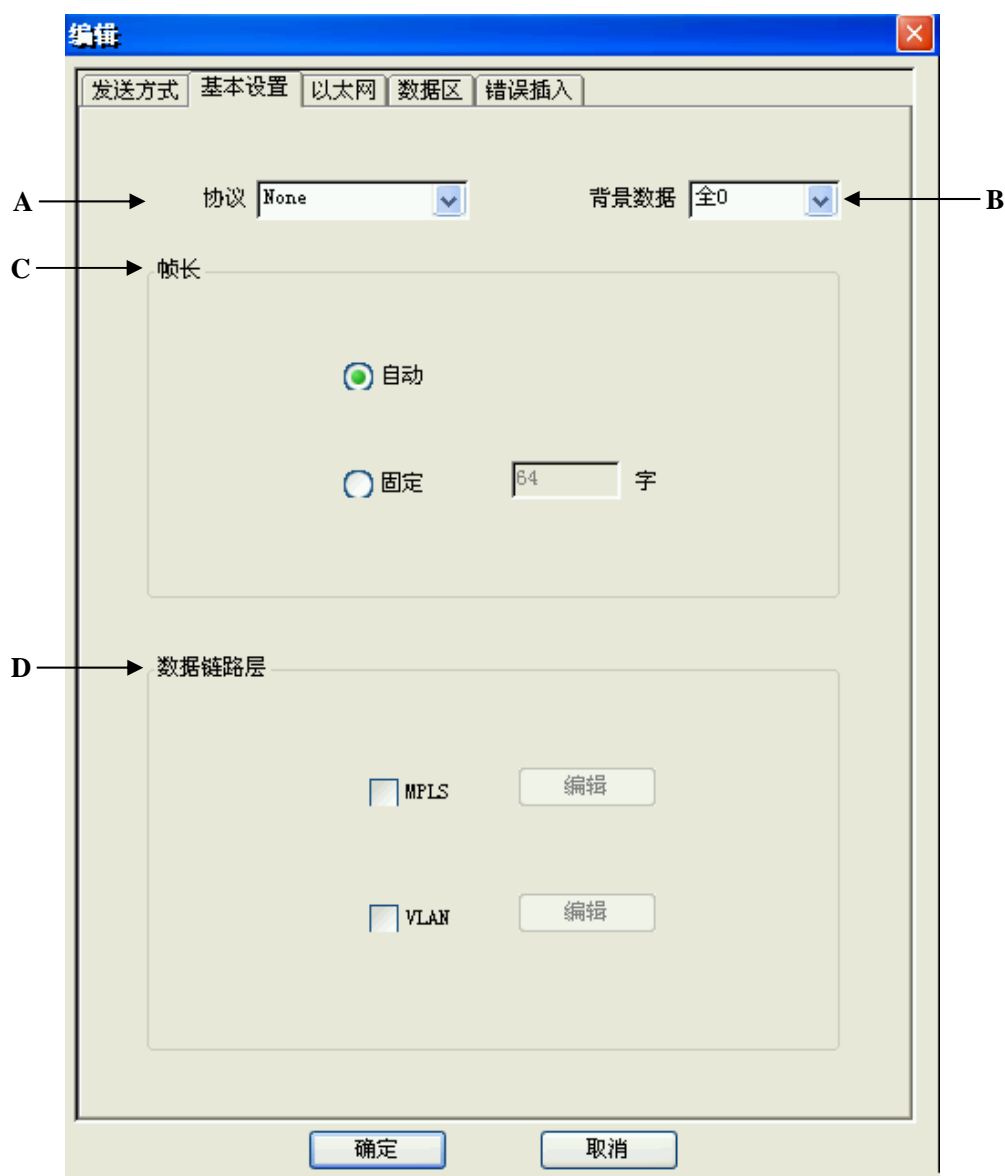 编辑
发送方式 基本设置 以太网 数据区 错误插入
A 协议 None 背景数据 全0 B
C 帧长
自动
固定 64 字
D 数据链路层
MPLS 编辑
VLAN 编辑
确定 取消